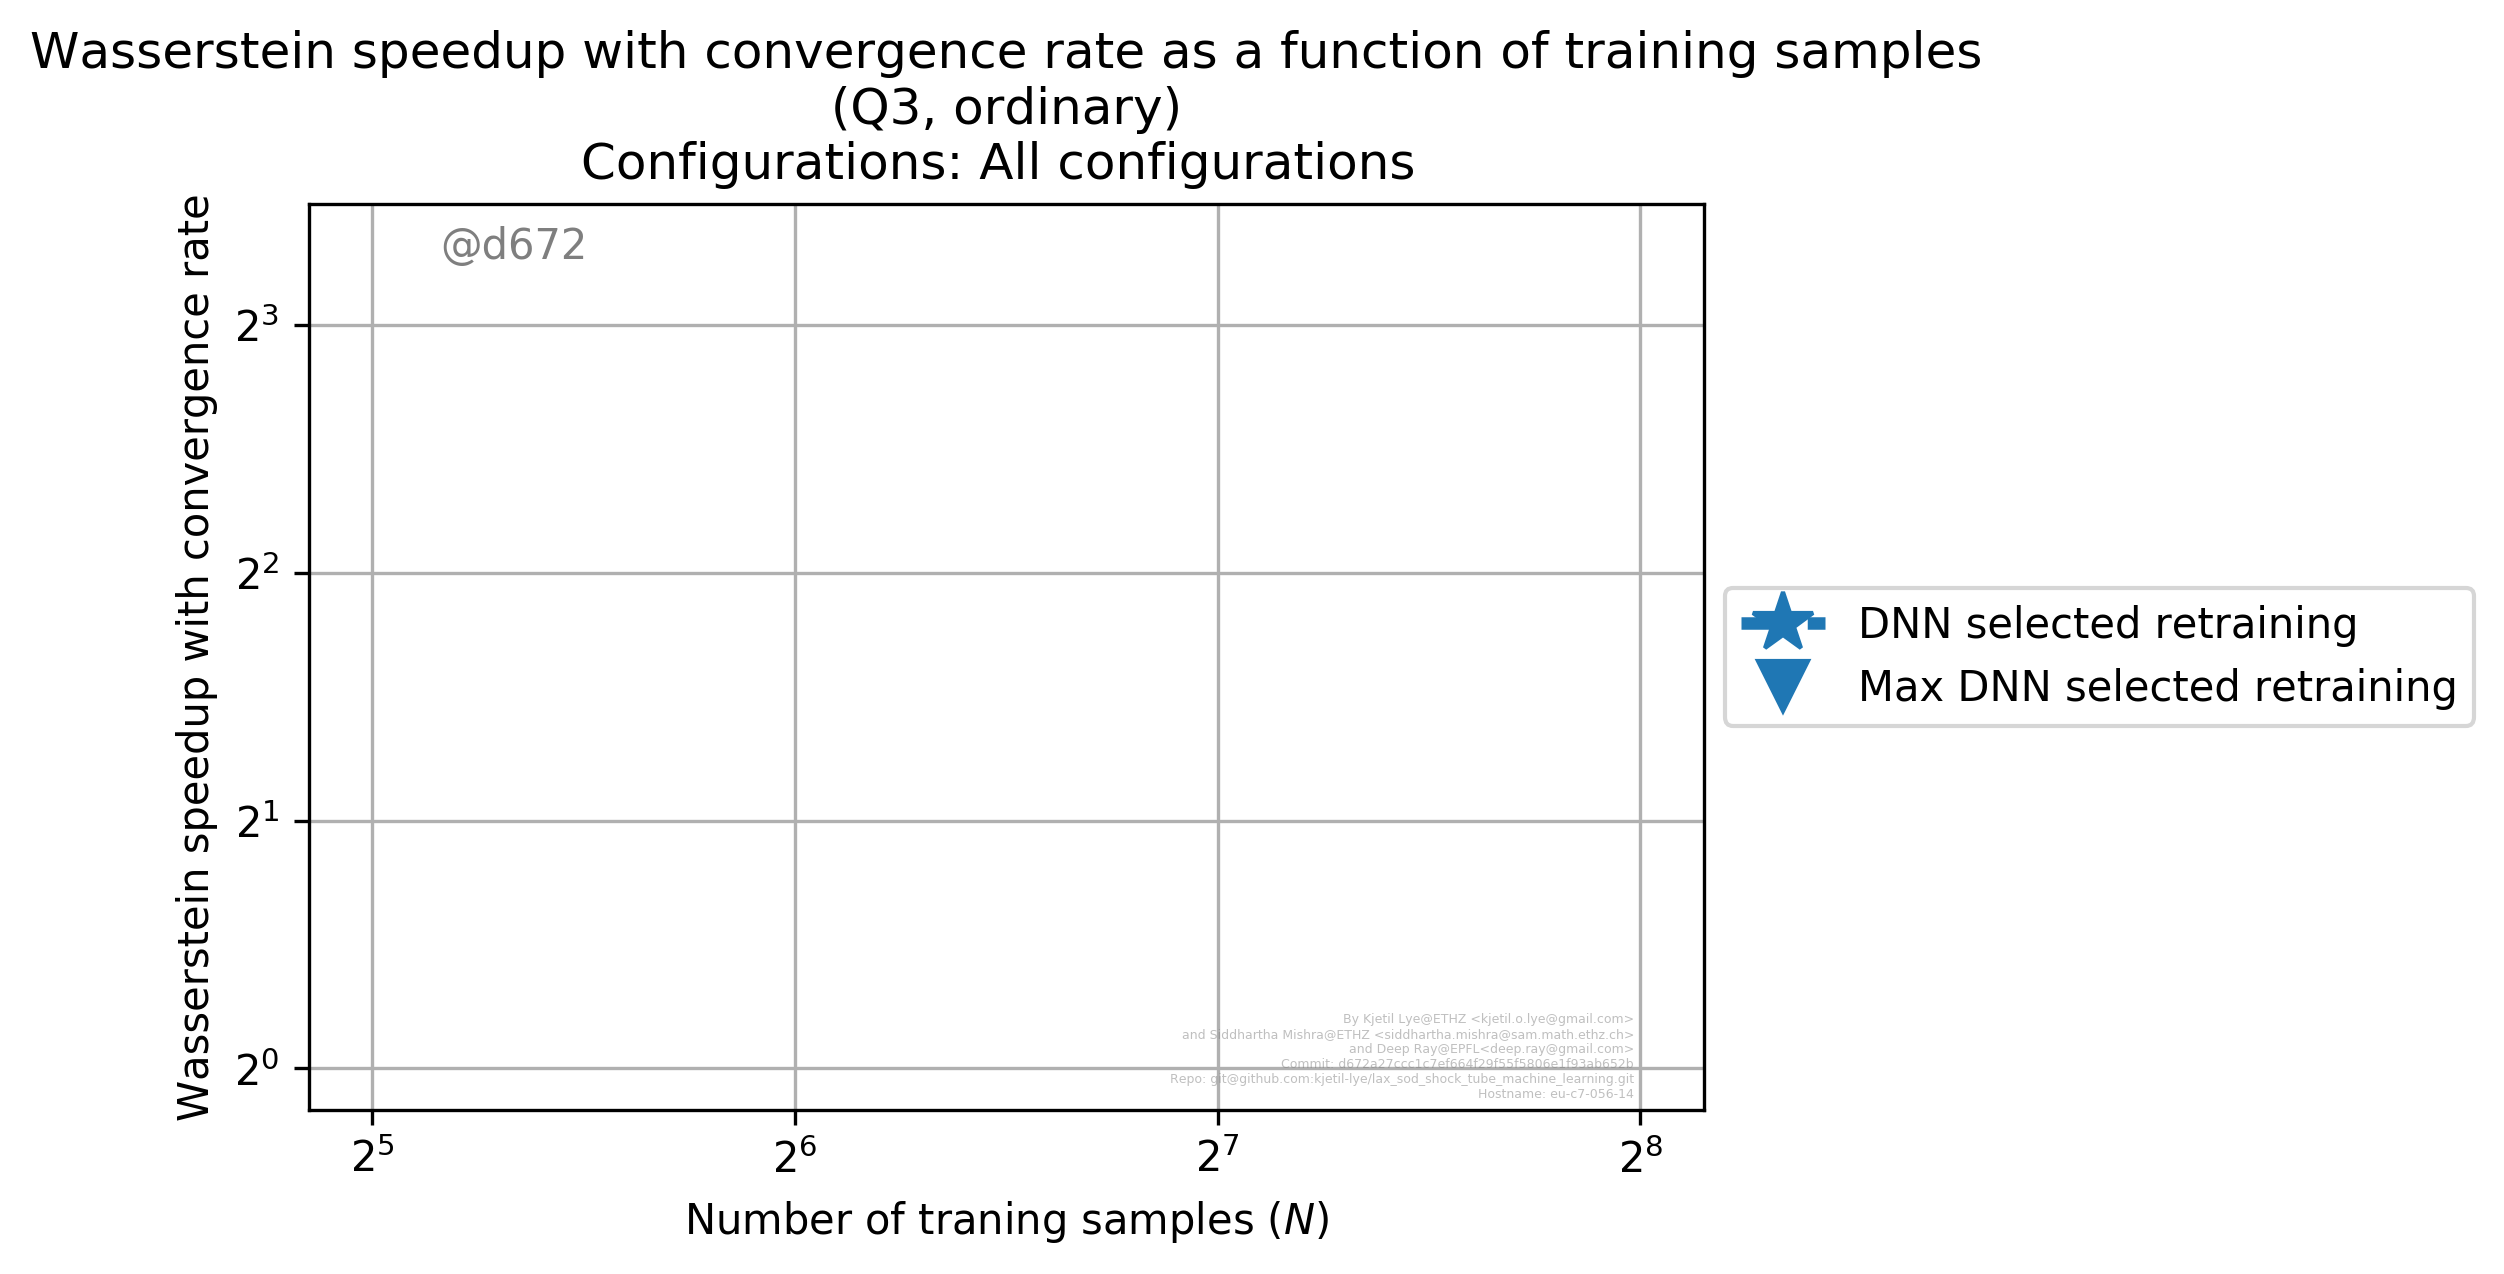 Wasserstein speedup with convergence rate as a function of training samples
(Q3, ordinary)
Configurations: All configurations
@d672
Wasserstein speedup with convergence rate
2³
2²
2¹
2⁰
DNN selected retraining
Max DNN selected retraining
By Kjetil Lye@ETHZ <kjetil.o.lye@gmail.com>
and Siddhartha Mishra@ETHZ <siddhartha.mishra@sam.math.ethz.ch>
and Deep Ray@EPFL<deep.ray@gmail.com>
Commit: d672a27ccc1c7ef664f29f55f5806e1f93ab652b
Repo: git@github.com:kjetil-lye/lax_sod_shock_tube_machine_learning.git
Hostname: eu-c7-056-14
2⁵ 2⁶ 2⁷ 2⁸
Number of traning samples (N)